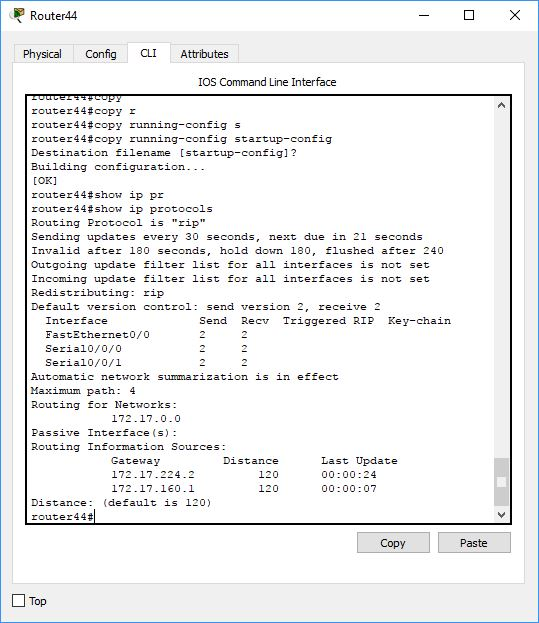 Router44
Physical Config CLI Attributes
IOS Command Line Interface
router44#copy
router44#copy r
router44#copy running-config s
router44#copy running-config startup-config
Destination filename [startup-config]?
Building configuration...
[OK]
router44#show ip pr
router44#show ip protocols
Routing Protocol is "rip"
Sending updates every 30 seconds, next due in 21 seconds
Invalid after 180 seconds, hold down 180, flushed after 240
Outgoing update filter list for all interfaces is not set
Incoming update filter list for all interfaces is not set
Redistributing: rip
Default version control: send version 2, receive 2
Interface Send Recv Triggered RIP Key-chain
FastEthernet0/0 2 2
Serial0/0/0 2 2
Serial0/0/1 2 2
Automatic network summarization is in effect
Maximum path: 4
Routing for Networks:
172.17.0.0
Passive Interface(s):
Routing Information Sources:
Gateway Distance Last Update
172.17.224.2 120 00:00:24
172.17.160.1 120 00:00:07
Distance: (default is 120)
router44#
Copy Paste
Top